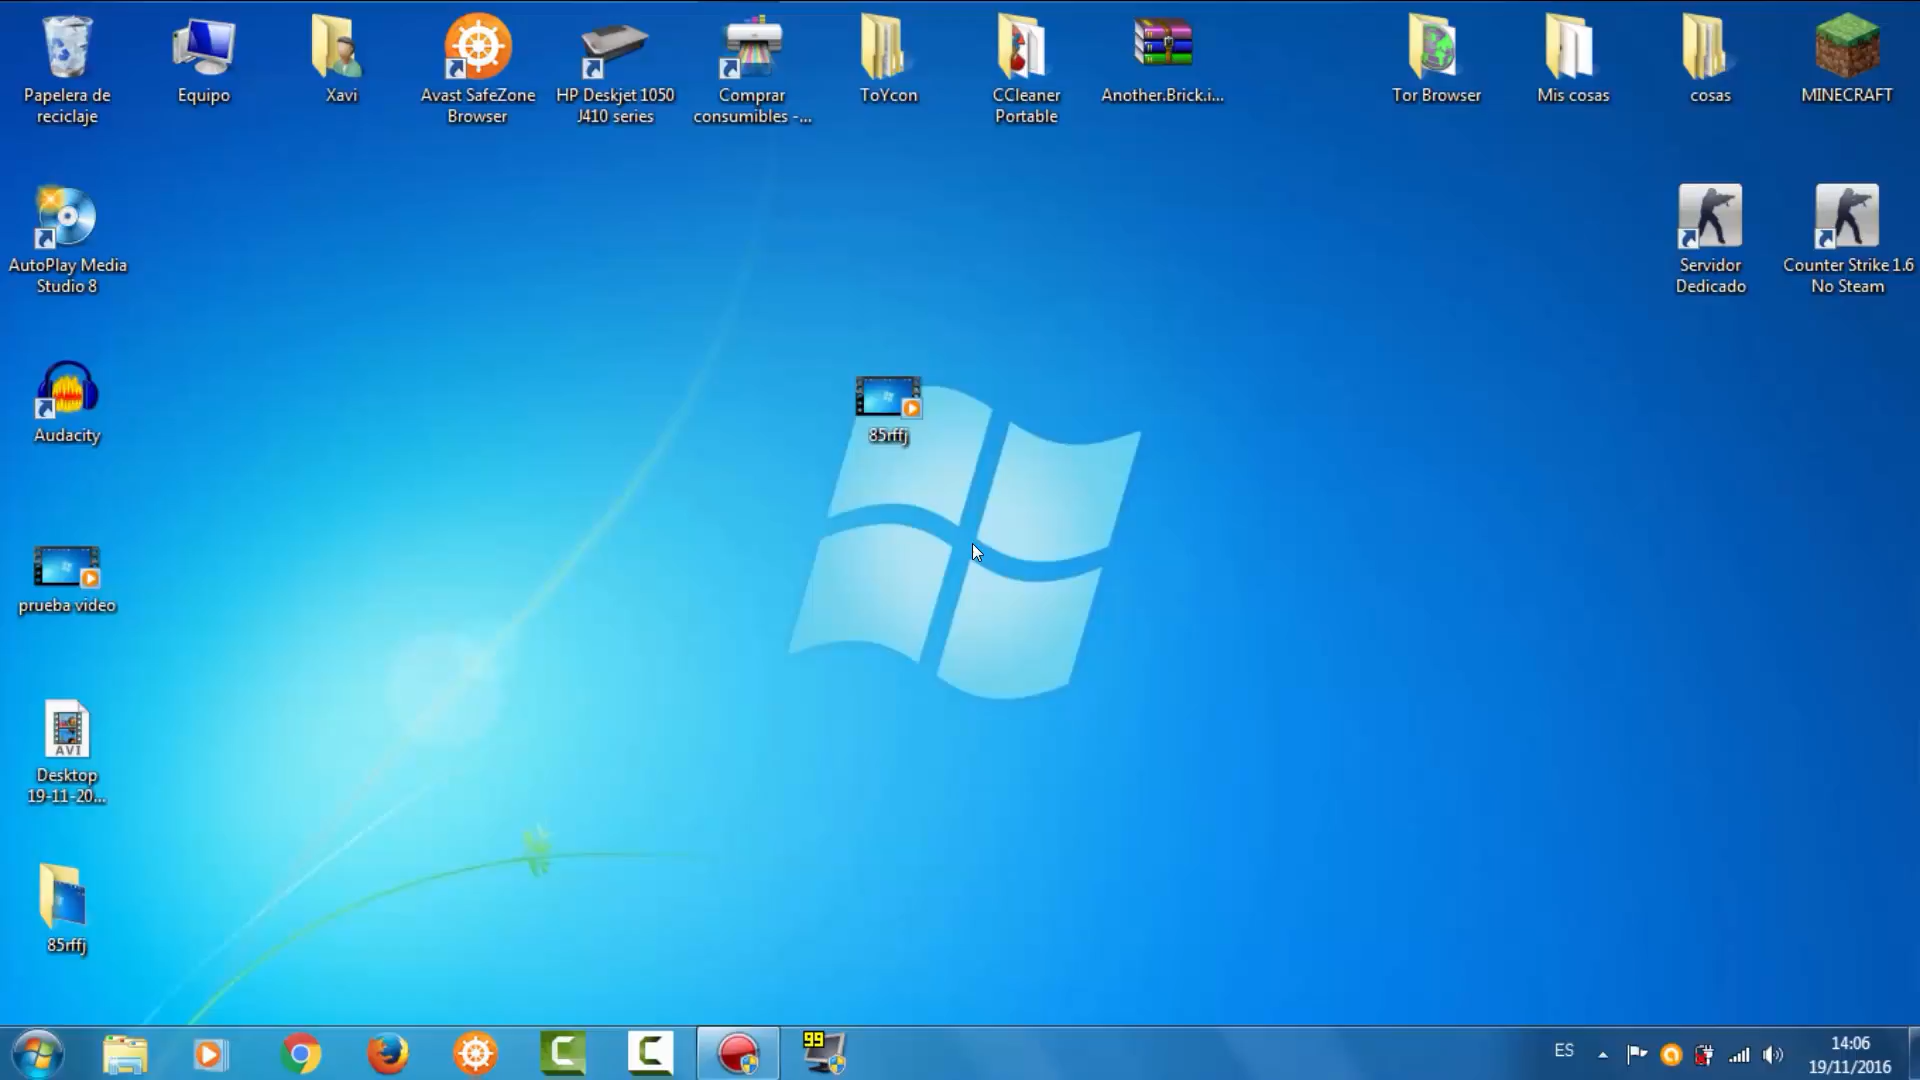 Papelera de
reciclaje
Equipo
Xavi
Avast SafeZone
Browser
HP Deskjet 1050
J410 series
Comprar
consumibles -...
ToYcon
CCleaner
Portable
Another.Brick.i...
Tor Browser
Mis cosas
cosas
MINECRAFT
AutoPlay Media
Studio 8
Servidor
Dedicado
Counter Strike 1.6
No Steam
Audacity
85rffj
prueba video
AVI
Desktop
19-11-20...
85rffj
99
ES
14:06
19/11/2016